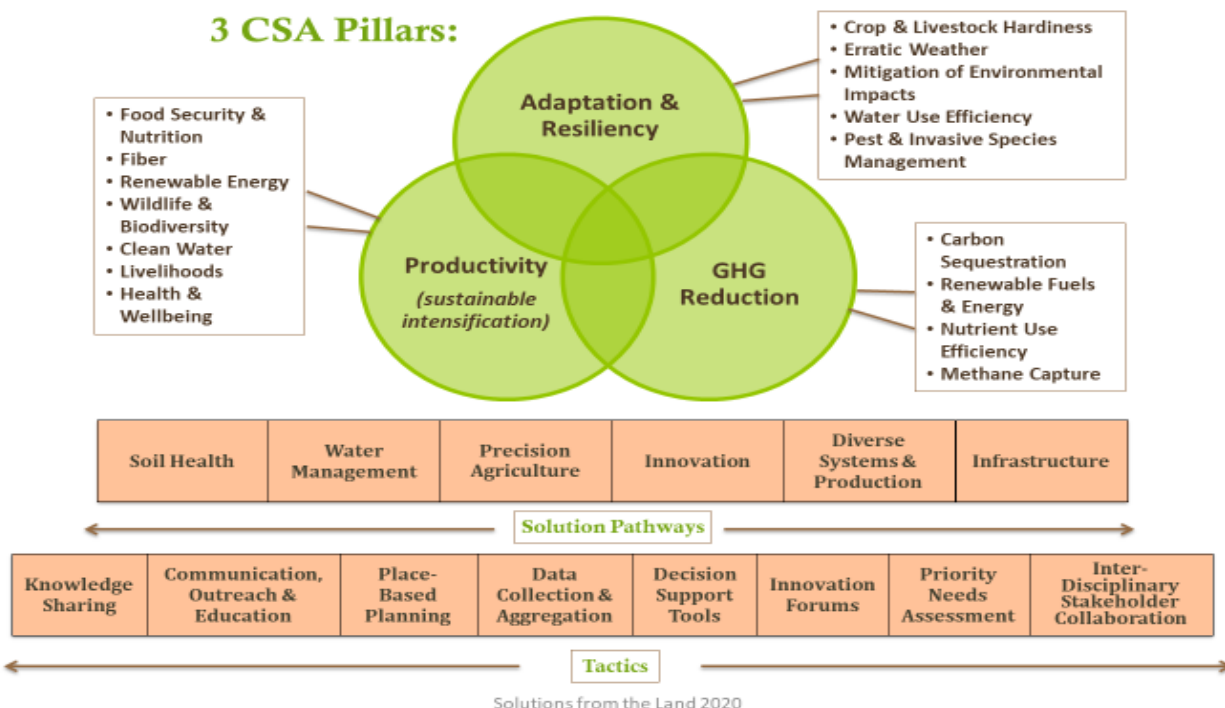 3 CSA Pillars:
Adaptation &
Resiliency
• Crop & Livestock Hardiness
• Erratic Weather
• Mitigation of Environmental
Impacts
• Water Use Efficiency
• Pest & Invasive Species
Management
• Food Security &
Nutrition
• Fiber
• Renewable Energy
• Wildlife &
Biodiversity
• Clean Water
• Livelihoods
• Health &
Wellbeing
Productivity
(sustainable
intensification)
GHG
Reduction
• Carbon
Sequestration
• Renewable Fuels
& Energy
• Nutrient Use
Efficiency
• Methane Capture
Soil Health
Water
Management
Precision
Agriculture
Innovation
Diverse
Systems &
Production
Infrastructure
Solution Pathways
Knowledge
Sharing
Communication,
Outreach &
Education
Place-
Based
Planning
Data
Collection &
Aggregation
Decision
Support
Tools
Innovation
Forums
Priority
Needs
Assessment
Inter-
Disciplinary
Stakeholder
Collaboration
Tactics
Solutions from the Land 2020